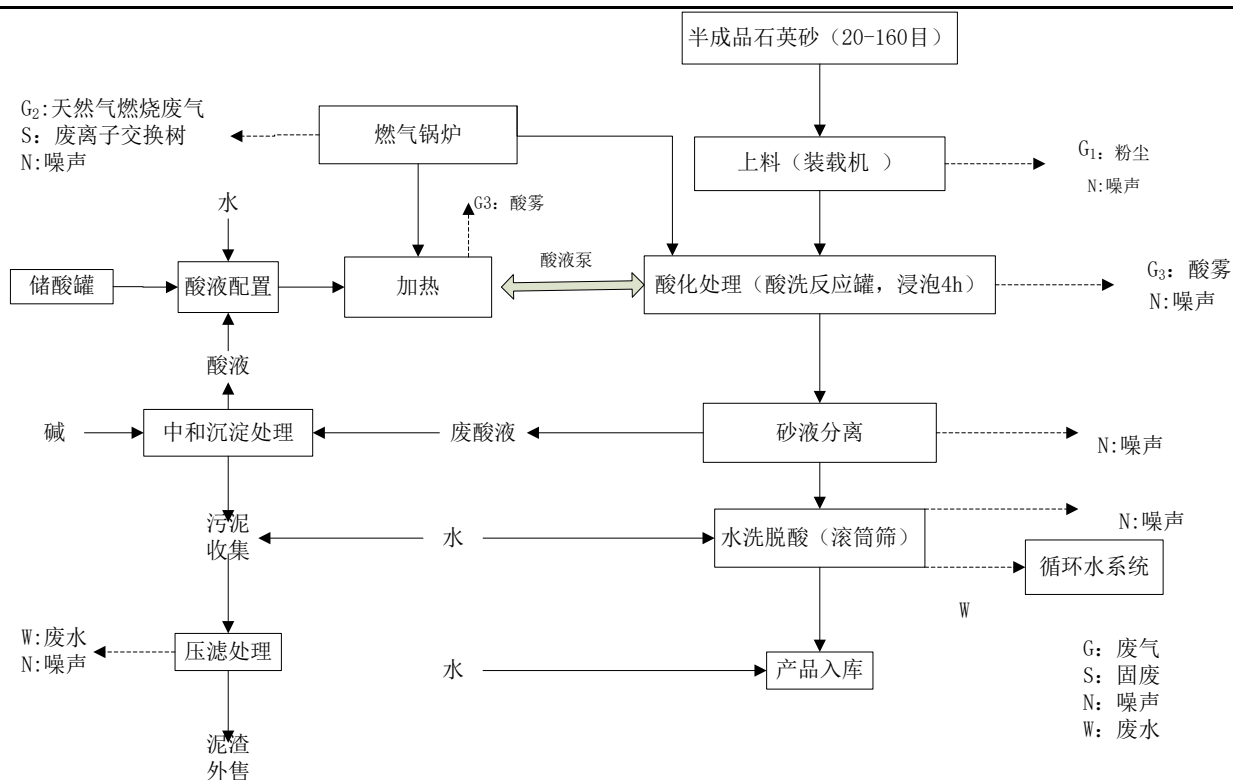 半成品石英砂（20-160目）
G₂:天然气燃烧废气
S：废离子交换树
N:噪声
燃气锅炉
上料（装载机 ）
G₁：粉尘
N:噪声
水
G3：酸雾
储酸罐
酸液配置
加热
酸液泵
酸化处理（酸洗反应罐，浸泡4h）
G₃：酸雾
N:噪声
酸液
碱
中和沉淀处理
废酸液
砂液分离
N:噪声
污泥
收集
水
水洗脱酸（滚筒筛）
N:噪声
循环水系统
W
W:废水
N:噪声
压滤处理
水
产品入库
G：废气
S：固废
N：噪声
W：废水
泥渣
外售